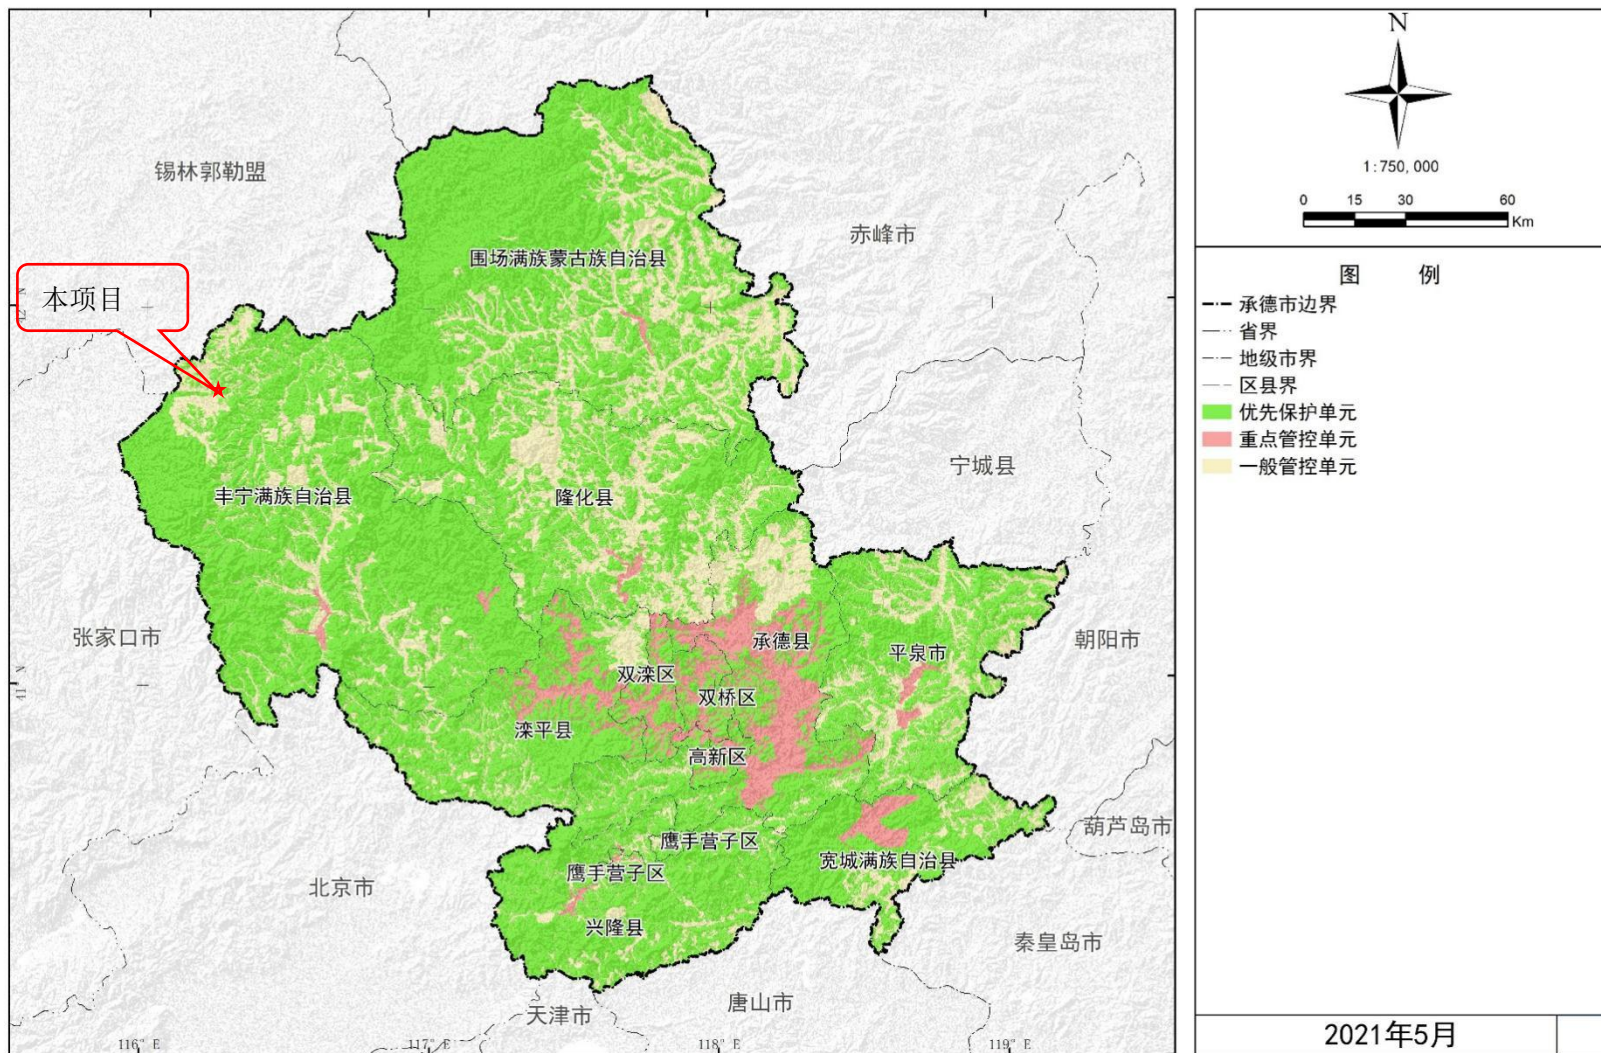 锡林郭勒盟
赤峰市
围场满族蒙古族自治县
本项目
42° N
宁城县
丰宁满族自治县
隆化县
张家口市
承德县
朝阳市
平泉市
双滦区
41° N
双桥区
滦平县
高新区
葫芦岛市
鹰手营子区
宽城满族自治县
鹰手营子区
北京市
兴隆县
秦皇岛市
唐山市
天津市
116° E
117° E
118° E
119° E
N
1:750,000
0 15 30 60
Km
图 例
承德市边界
省界
地级市界
区县界
优先保护单元
重点管控单元
一般管控单元
2021年5月